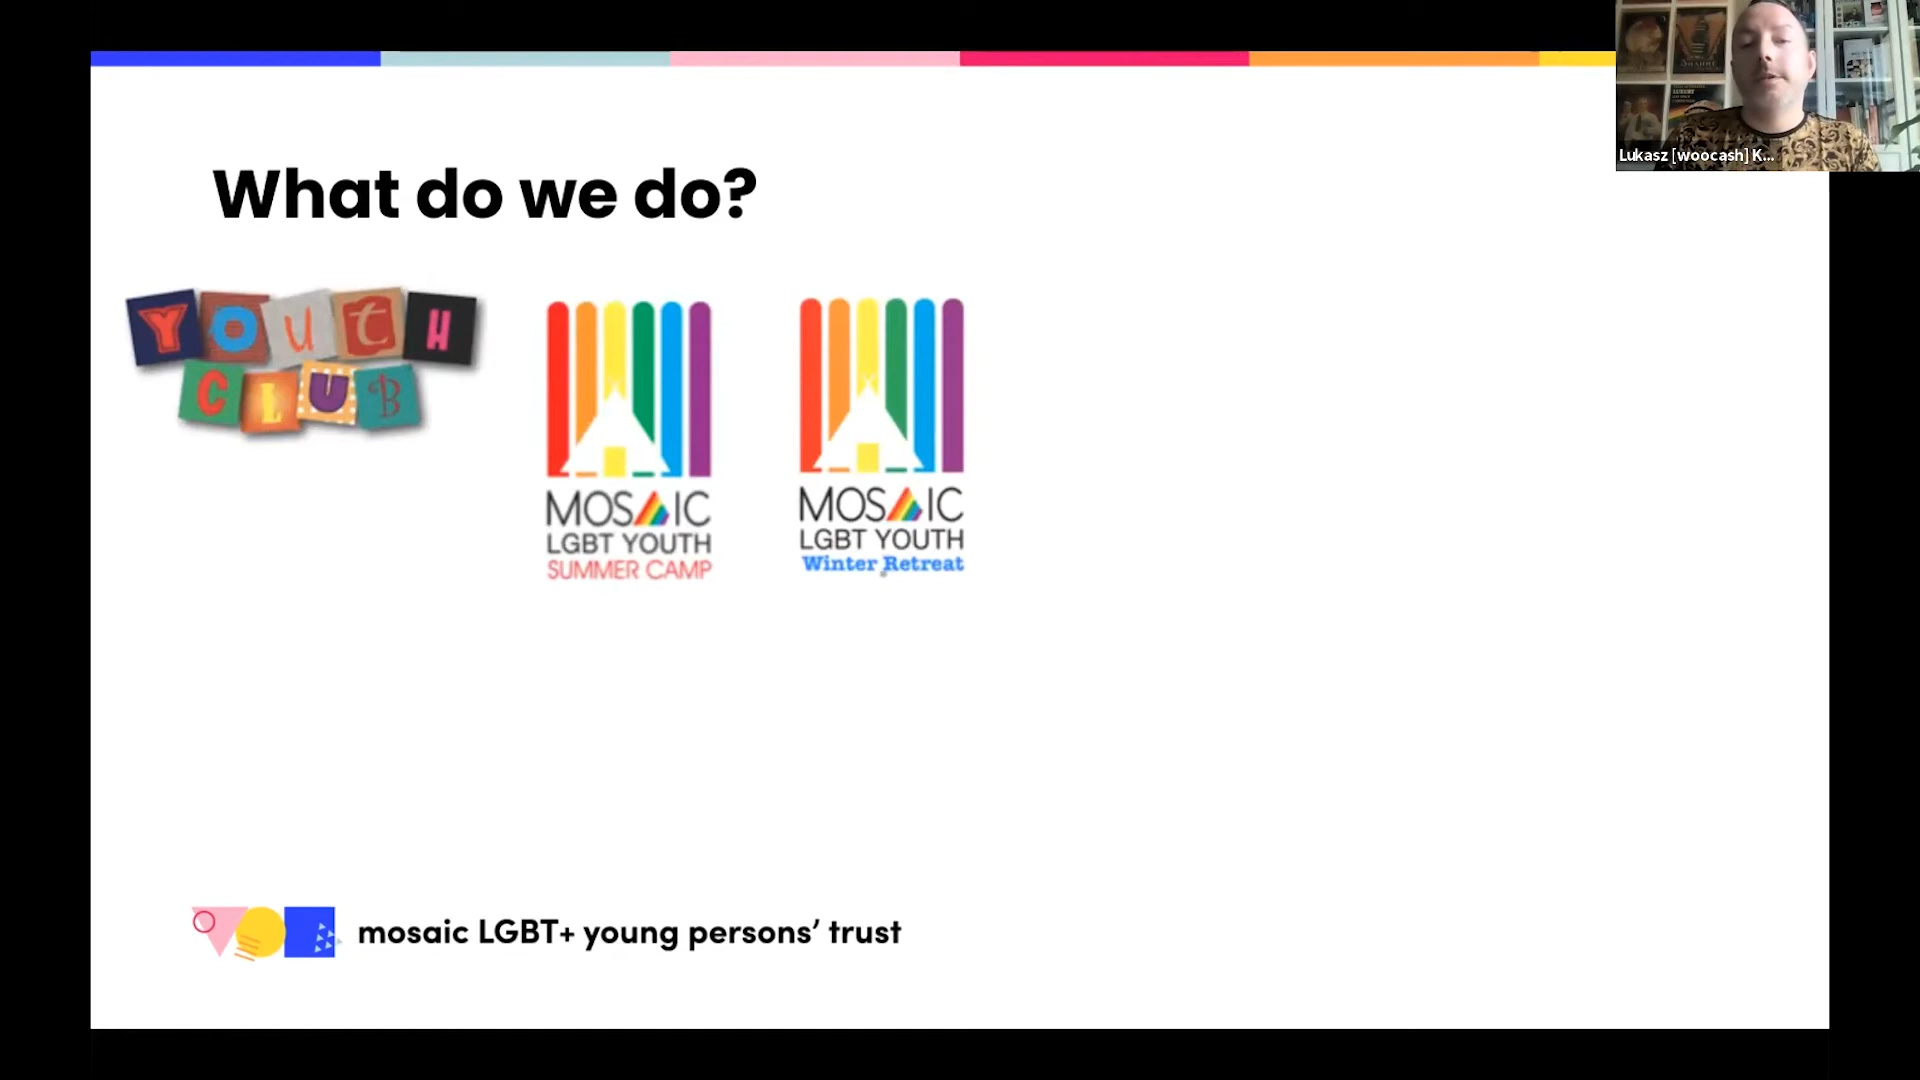 What do we do?
YOUtH
CLUB
MOSAIC
LGBT YOUTH
SUMMER CAMP
MOSAIC
LGBT YOUTH
Winter Retreat
mosaic LGBT+ young persons’ trust
Lukasz [woocash] K...